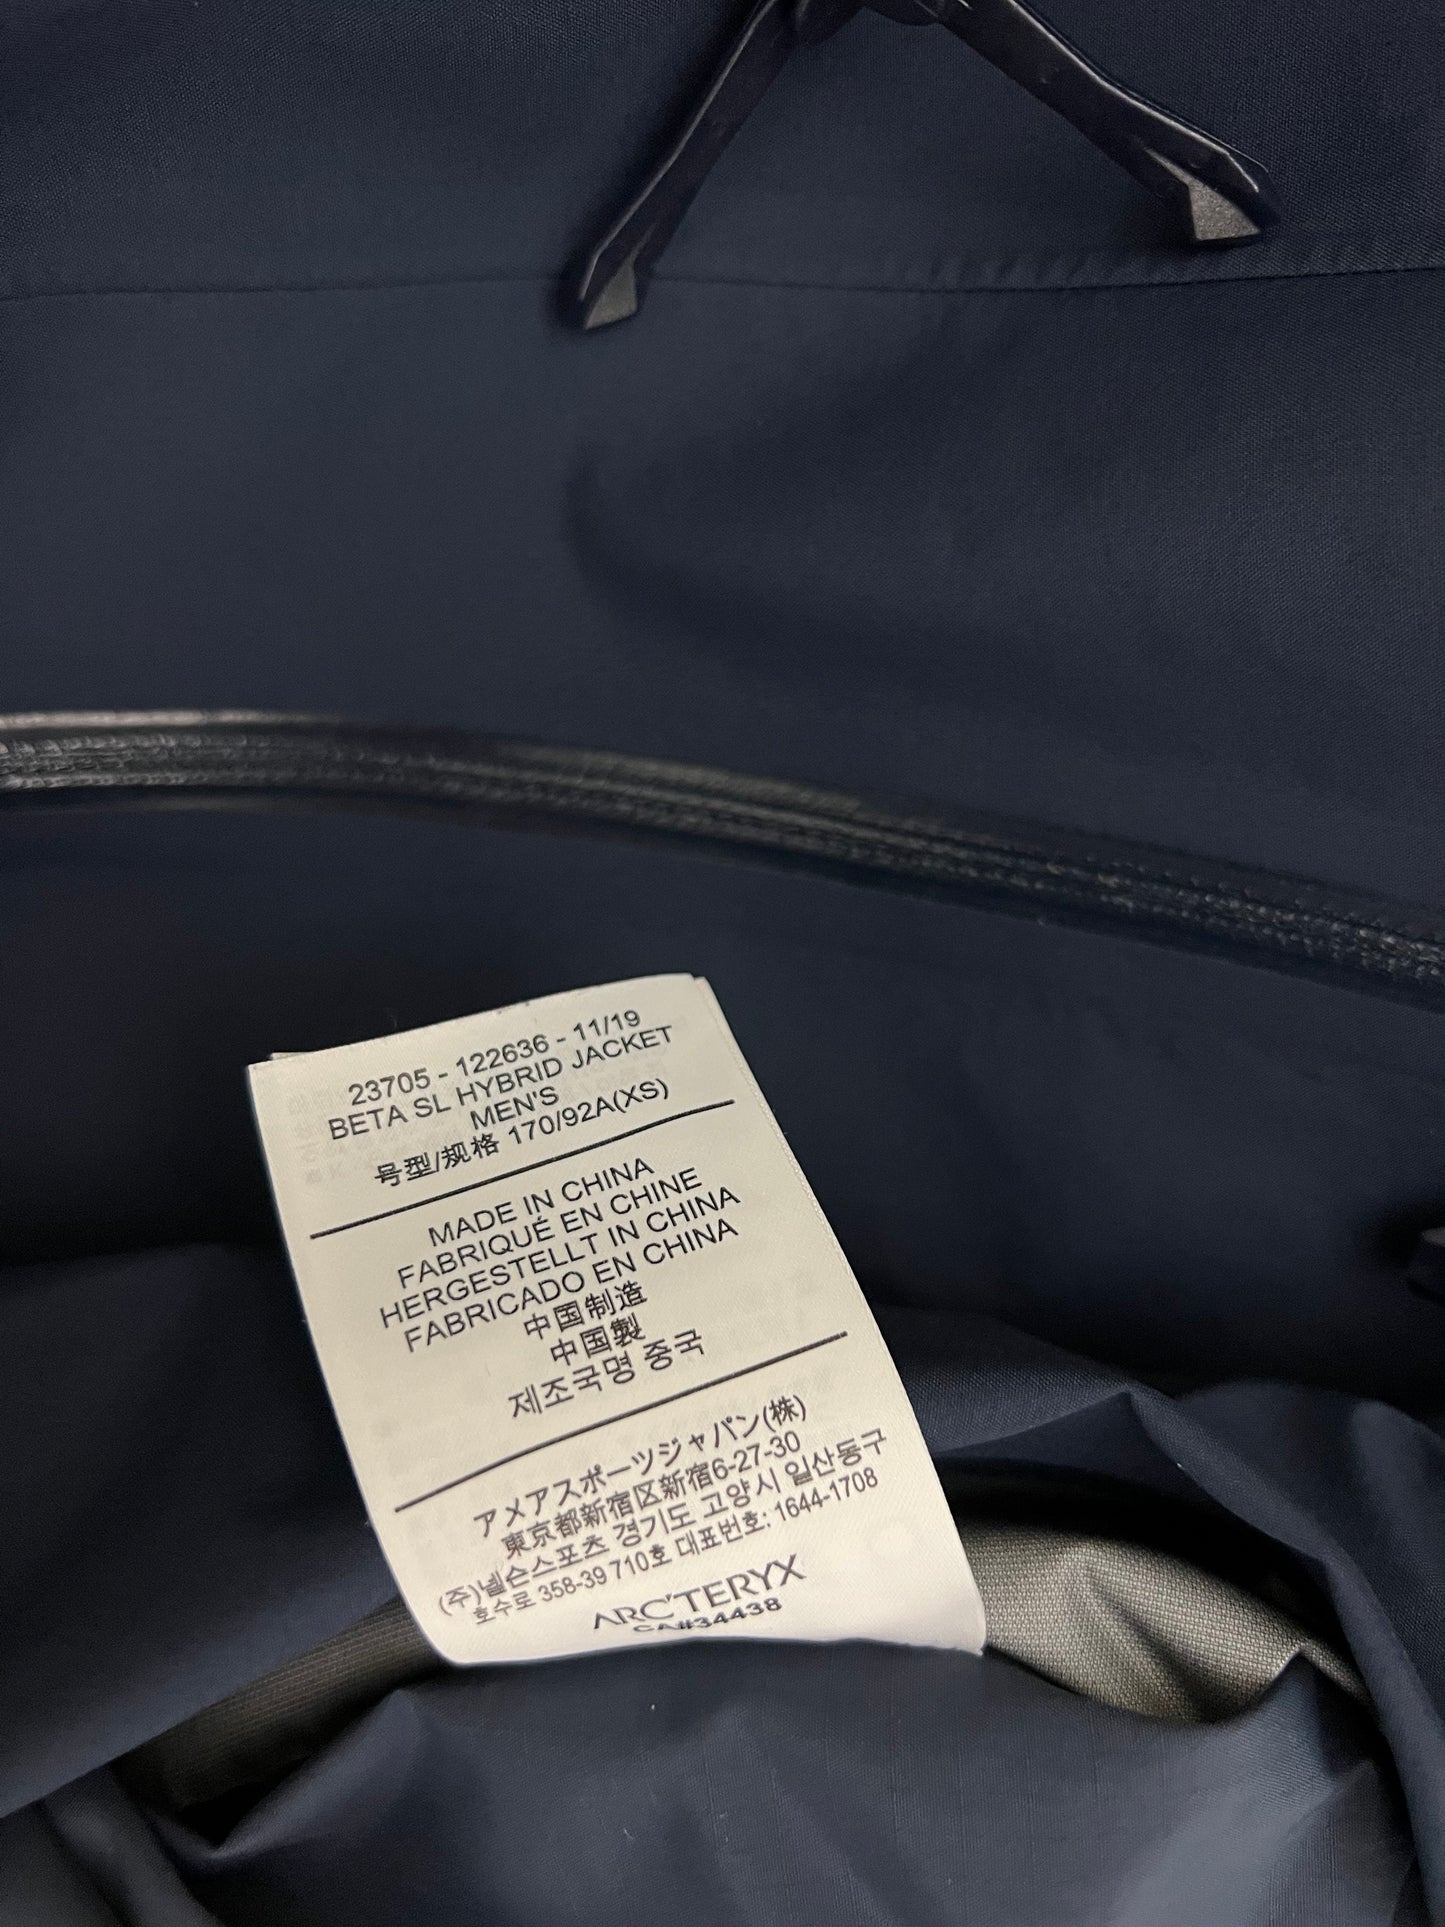 23705 - 122636 - 11/19
BETA SL HYBRID JACKET
MEN'S
号型/规格 170/92A(XS)
MADE IN CHINA
FABRIQUÉ EN CHINE
HERGESTELLT IN CHINA
FABRICADO EN CHINA
中国制造
中国製
제조국명 중국
アメアスポーツジャパン(株)
東京都新宿区新宿6-27-30
(주)넬슨스포츠 경기도 고양시 일산동구
호수로 358-39 710호 대표번호: 1644-1708
ARC'TERYX
CA#34438